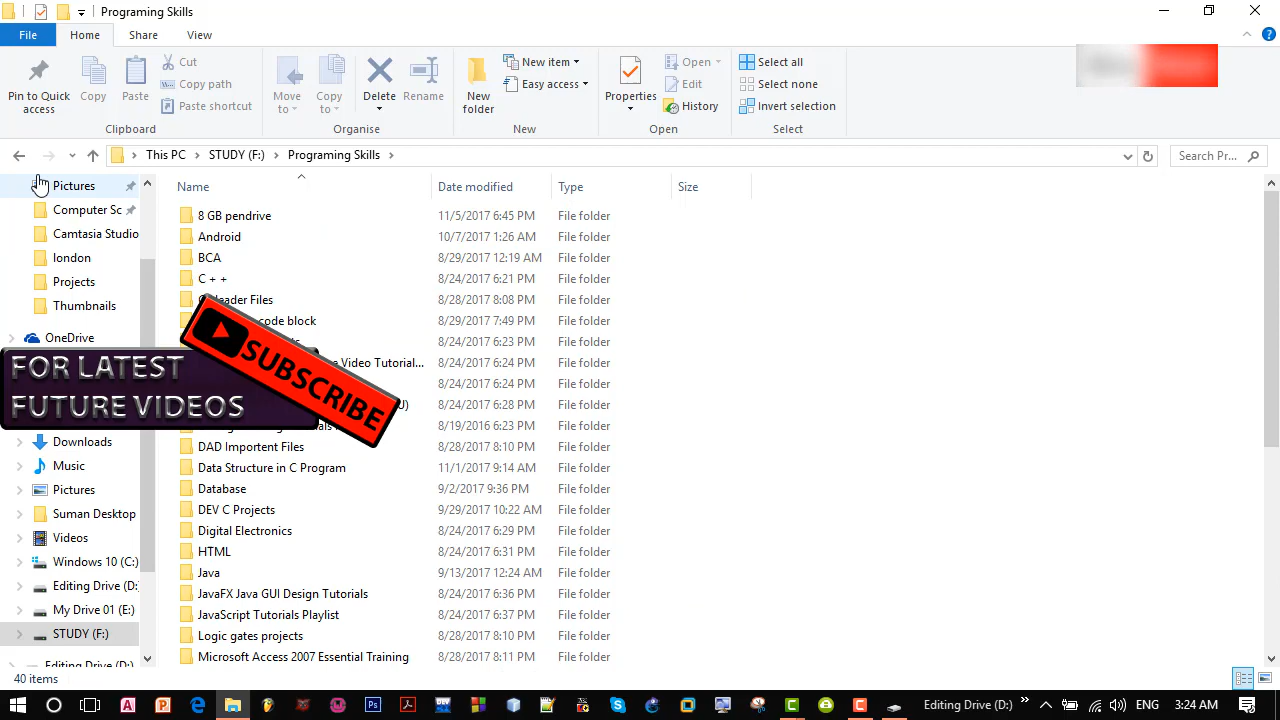 Programing Skills
File Home Share View
Pin to Quick access
Copy
Paste
Cut
Copy path
Paste shortcut
Clipboard
Move to
Copy to
Delete
Rename
Organise
New folder
New item
Easy access
New
Properties
Open
Edit
History
Open
Select all
Select none
Invert selection
Select
This PC > STUDY (F:) > Programing Skills >
Search Pr...
Name Date modified Type Size
Pictures
Computer Sc
Camtasia Studio
london
Projects
Thumbnails
OneDrive
FOR LATEST
FUTURE VIDEOS
SUBSCRIBE
Downloads
Music
Pictures
Suman Desktop
Videos
Windows 10 (C:)
Editing Drive (D:
My Drive 01 (E:)
STUDY (F:)
Editing Drive (D:)
8 GB pendrive 11/5/2017 6:45 PM File folder
Android 10/7/2017 1:26 AM File folder
BCA 8/29/2017 12:19 AM File folder
C + + 8/24/2017 6:21 PM File folder
eader Files 8/28/2017 8:08 PM File folder
code block 8/29/2017 7:49 PM File folder
8/24/2017 6:23 PM File folder
Video Tutorial... 8/24/2017 6:24 PM File folder
8/24/2017 6:24 PM File folder
8/24/2017 6:28 PM File folder
8/19/2016 6:23 PM File folder
DAD Importent Files 8/28/2017 8:10 PM File folder
Data Structure in C Program 11/1/2017 9:14 AM File folder
Database 9/2/2017 9:36 PM File folder
DEV C Projects 9/29/2017 10:22 AM File folder
Digital Electronics 8/24/2017 6:29 PM File folder
HTML 8/24/2017 6:31 PM File folder
Java 9/13/2017 12:24 AM File folder
JavaFX Java GUI Design Tutorials 8/24/2017 6:36 PM File folder
JavaScript Tutorials Playlist 8/24/2017 6:37 PM File folder
Logic gates projects 8/28/2017 8:10 PM File folder
Microsoft Access 2007 Essential Training 8/28/2017 8:11 PM File folder
40 items
Editing Drive (D:) ENG 3:24 AM